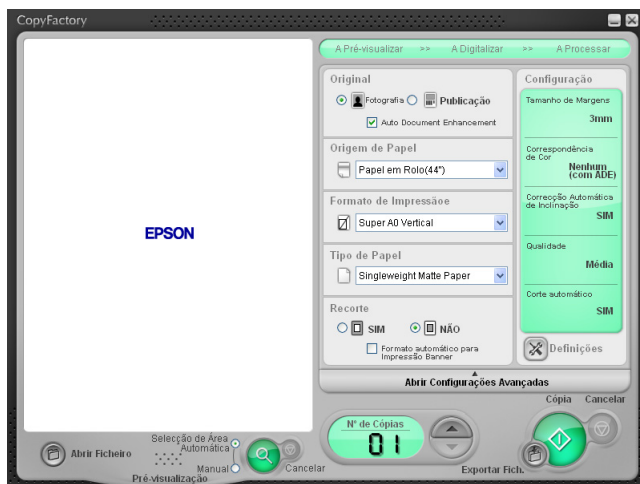 CopyFactory
A Pré-visualizar >> A Digitalizar >> A Processar
EPSON
Original
Fotografia Publicação
Auto Document Enhancement
Origem de Papel
Papel em Rolo(44")
Formato de Impressãoe
Super A0 Vertical
Tipo de Papel
Singleweight Matte Paper
Recorte
SIM NÃO
Formato automático para
Impressão Banner
Configuração
Tamanho de Margens
3mm
Correspondência
de Cor
Nenhum
(com ADE)
Correcção Automática
de Inclinação
SIM
Qualidade
Média
Corte automático
SIM
Definições
Abrir Configurações Avançadas
Abrir Ficheiro
Selecção de Área
Automática
Manual
Pré-visualização
Cancelar
Nº de Cópias
01
Cópia Cancelar
Exportar Fich.